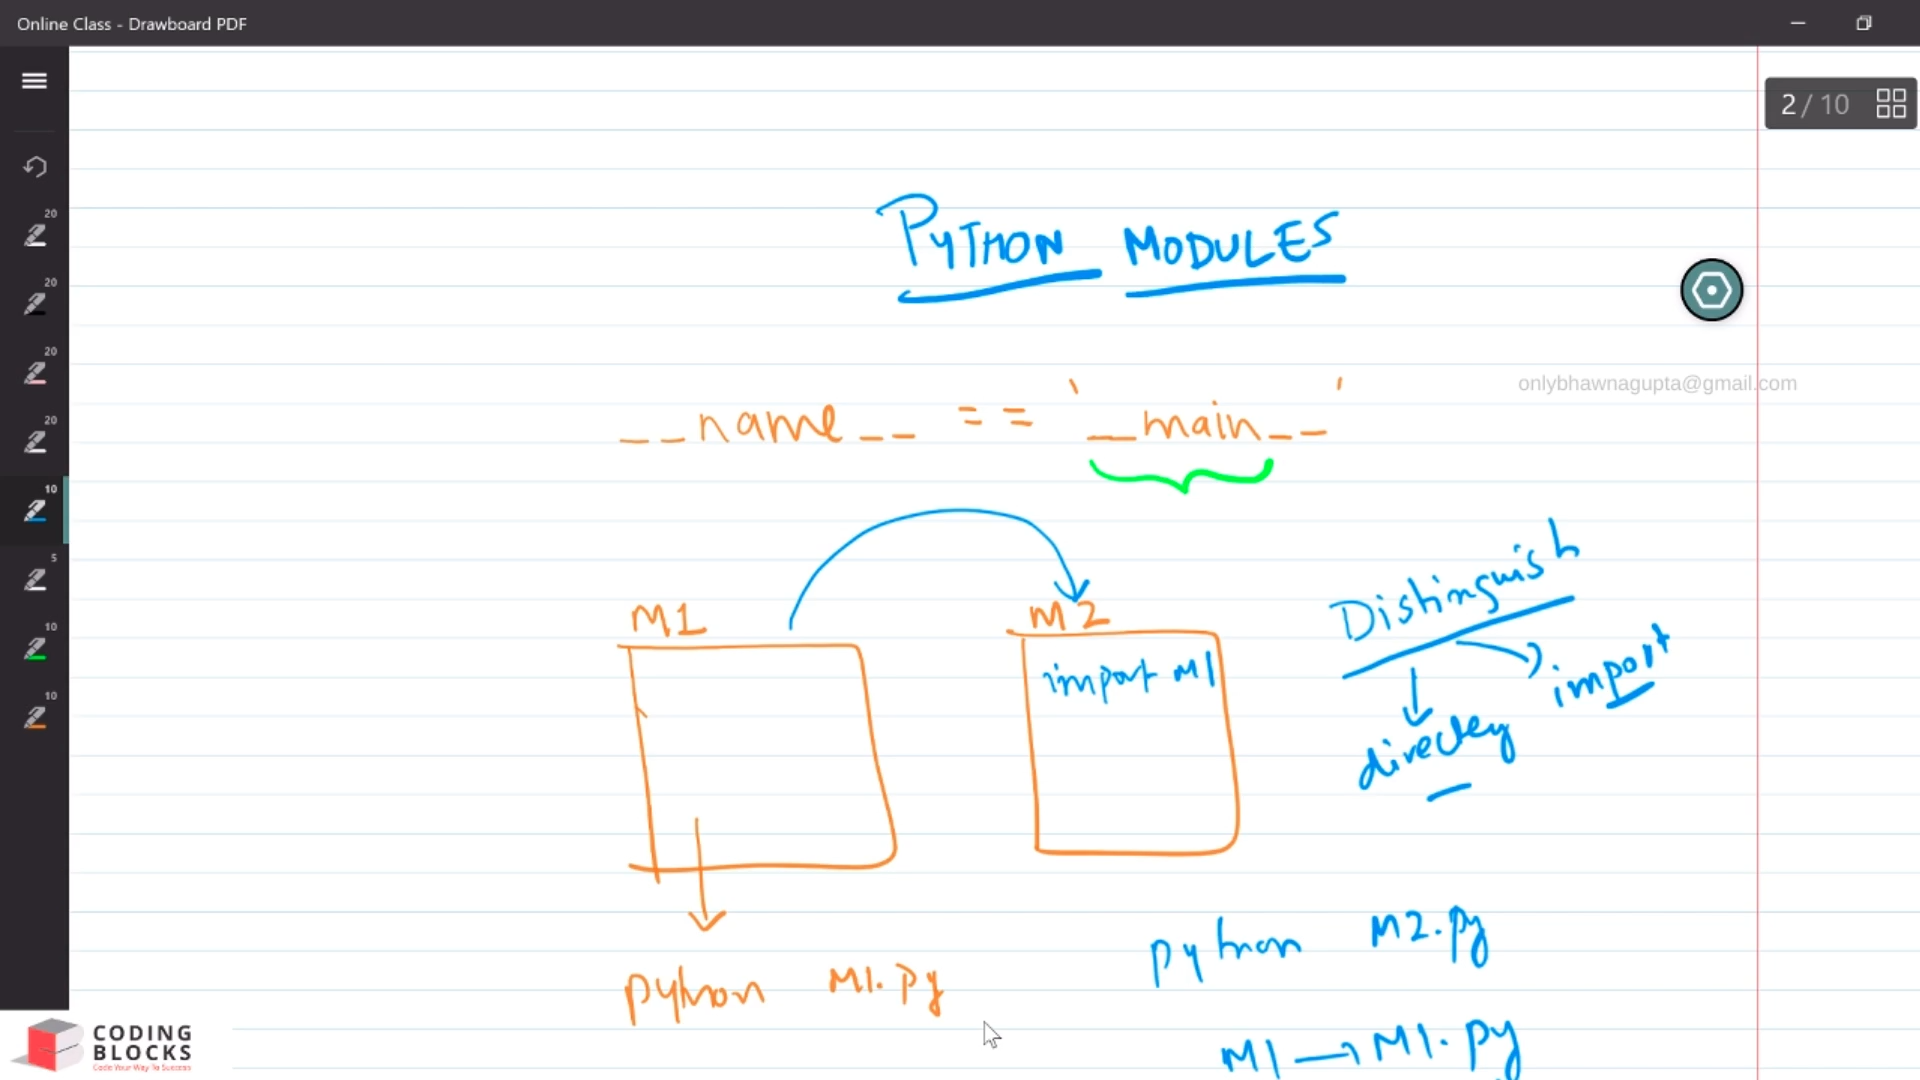 Online Class - Drawboard PDF
2 / 10
PYTHON MODULES
onlybhawnagupta@gmail.com
__name__ == '__main__'
20
20
20
20
10
5
10
10
M1
M2
import M1
Distinguish
import
directly
python M1.py
python M2.py
M1 → M1.py
CODING
BLOCKS
Code Your Way To Success